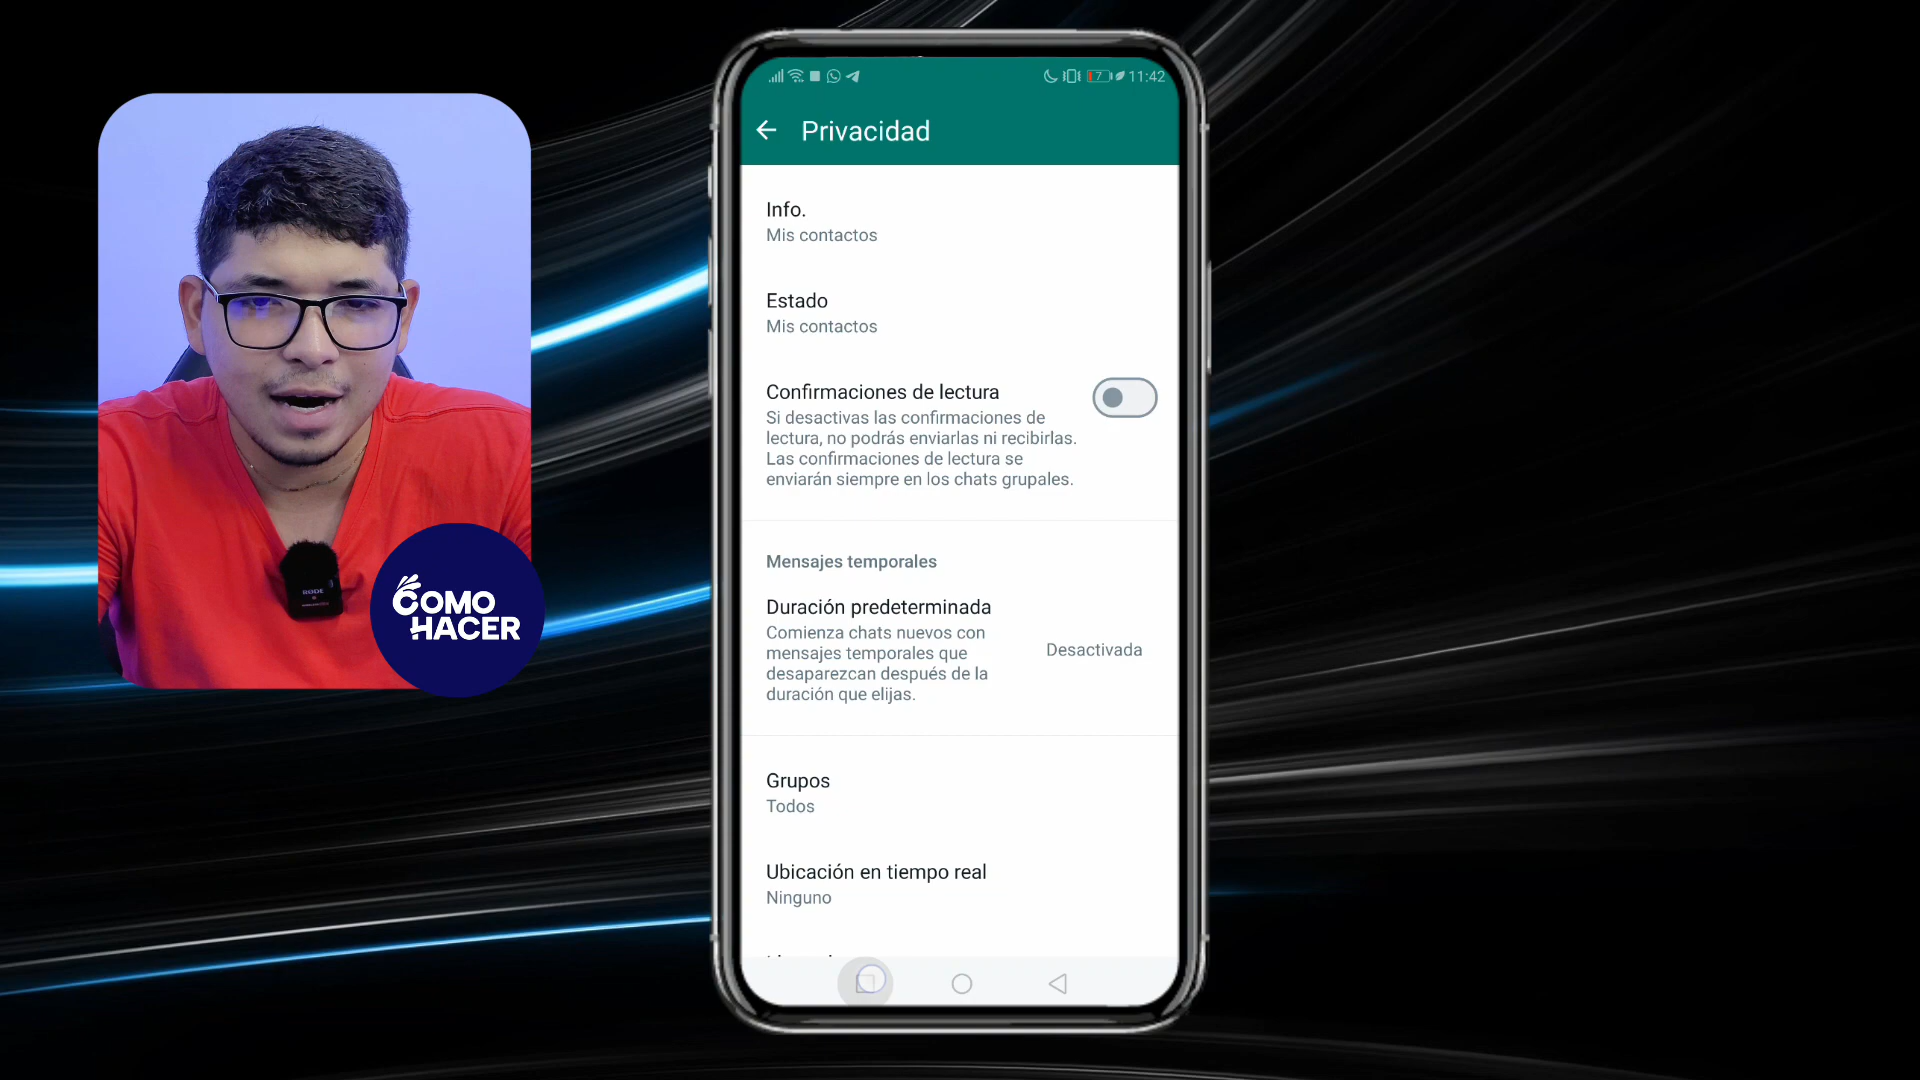 7 11:42
Privacidad
Info.
Mis contactos
Estado
Mis contactos
Confirmaciones de lectura
Si desactivas las confirmaciones de
lectura, no podrás enviarlas ni recibirlas.
Las confirmaciones de lectura se
enviarán siempre en los chats grupales.
Mensajes temporales
Duración predeterminada
Comienza chats nuevos con
mensajes temporales que
desaparezcan después de la
duración que elijas.
Desactivada
Grupos
Todos
Ubicación en tiempo real
Ninguno
RODE
COMO
HACER